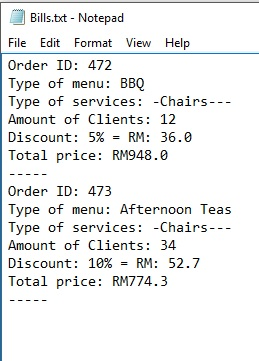 Bills.txt - Notepad
File Edit Format View Help
Order ID: 472
Type of menu: BBQ
Type of services: -Chairs---
Amount of Clients: 12
Discount: 5% = RM: 36.0
Total price: RM948.0
-----
Order ID: 473
Type of menu: Afternoon Teas
Type of services: -Chairs---
Amount of Clients: 34
Discount: 10% = RM: 52.7
Total price: RM774.3
-----